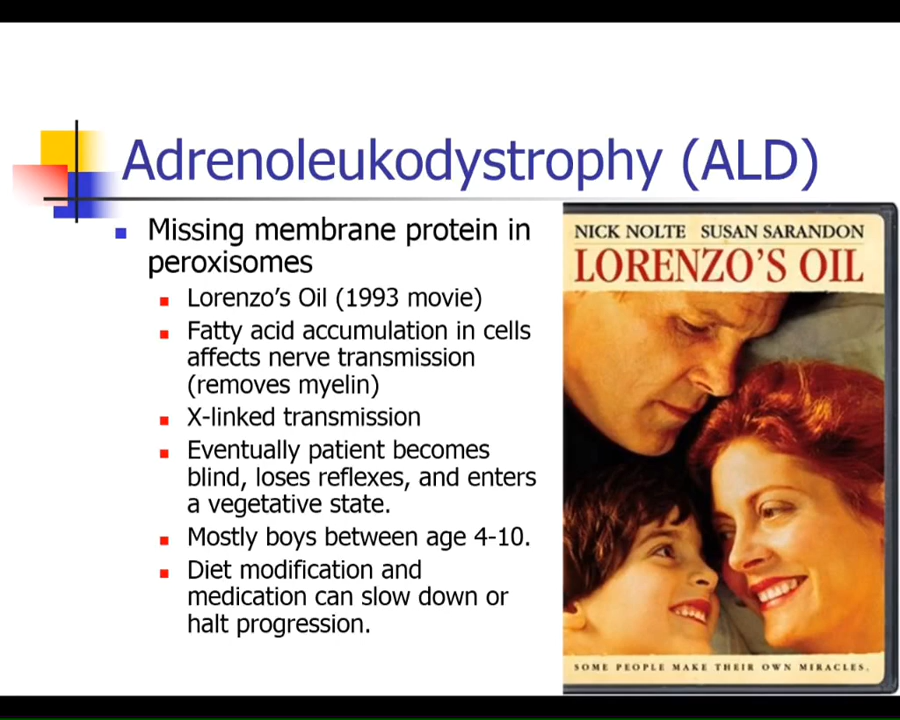 Adrenoleukodystrophy (ALD)
Missing membrane protein in
peroxisomes
Lorenzo's Oil (1993 movie)
Fatty acid accumulation in cells
affects nerve transmission
(removes myelin)
X-linked transmission
Eventually patient becomes
blind, loses reflexes, and enters
a vegetative state.
Mostly boys between age 4-10.
Diet modification and
medication can slow down or
halt progression.
NICK NOLTE SUSAN SARANDON
LORENZO'S OIL
SOME PEOPLE MAKE THEIR OWN MIRACLES.